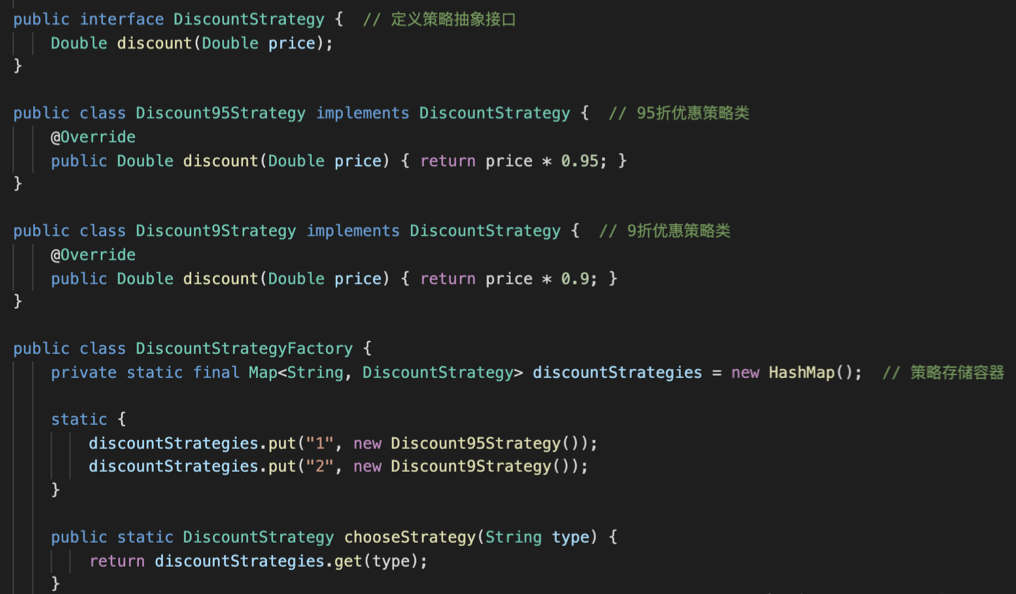 public interface DiscountStrategy {  // 定义策略抽象接口
    Double discount(Double price);
}

public class Discount95Strategy implements DiscountStrategy {  // 95折优惠策略类
    @Override
    public Double discount(Double price) { return price * 0.95; }
}

public class Discount9Strategy implements DiscountStrategy {  // 9折优惠策略类
    @Override
    public Double discount(Double price) { return price * 0.9; }
}

public class DiscountStrategyFactory {
    private static final Map<String, DiscountStrategy> discountStrategies = new HashMap();  // 策略存储容器

    static {
        discountStrategies.put("1", new Discount95Strategy());
        discountStrategies.put("2", new Discount9Strategy());
    }

    public static DiscountStrategy chooseStrategy(String type) {
        return discountStrategies.get(type);
    }